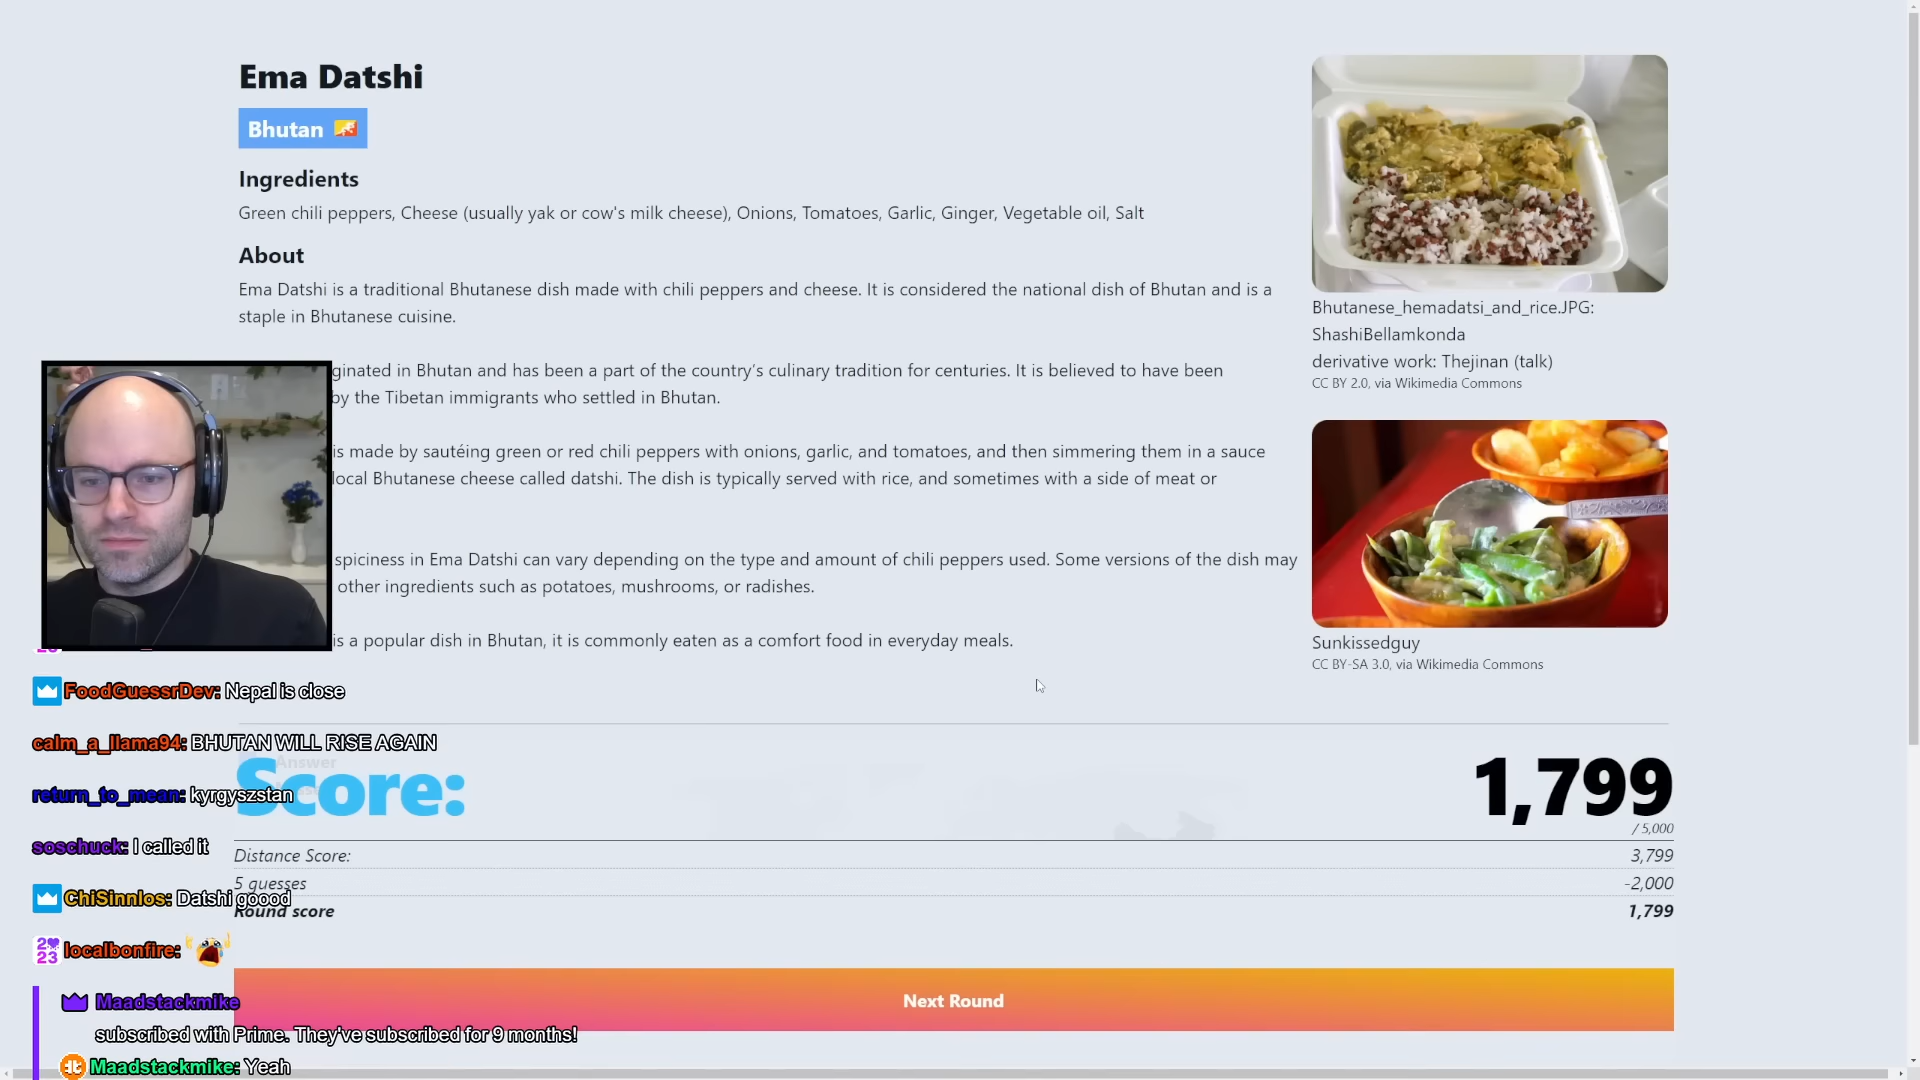 Ema Datshi
Bhutan
Ingredients
Green chili peppers, Cheese (usually yak or cow's milk cheese), Onions, Tomatoes, Garlic, Ginger, Vegetable oil, Salt
About
Ema Datshi is a traditional Bhutanese dish made with chili peppers and cheese. It is considered the national dish of Bhutan and is a
staple in Bhutanese cuisine.
ginated in Bhutan and has been a part of the country's culinary tradition for centuries. It is believed to have been
by the Tibetan immigrants who settled in Bhutan.
is made by sautéing green or red chili peppers with onions, garlic, and tomatoes, and then simmering them in a sauce
local Bhutanese cheese called datshi. The dish is typically served with rice, and sometimes with a side of meat or
spiciness in Ema Datshi can vary depending on the type and amount of chili peppers used. Some versions of the dish may
other ingredients such as potatoes, mushrooms, or radishes.
is a popular dish in Bhutan, it is commonly eaten as a comfort food in everyday meals.
Bhutanese_hemadatsi_and_rice.JPG:
ShashiBellamkonda
derivative work: Thejinan (talk)
CC BY 2.0, via Wikimedia Commons
Sunkissedguy
CC BY-SA 3.0, via Wikimedia Commons
FoodGuessrDev: Nepal is close
calm_a_llama94: BHUTAN WILL RISE AGAIN
return_to_mean: kyrgyszstan
soschuck: I called it
ChiSinnlos: Datshi goood
2023 localbonfire:
Maadstackmike
subscribed with Prime. They've subscribed for 9 months!
Maadstackmike: Yeah
Answer
Score: 1,799
/ 5,000
Distance Score: 3,799
5 guesses -2,000
Round score 1,799
Next Round